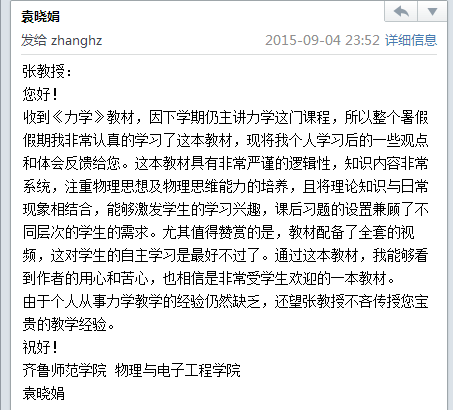 袁晓娟
发给 zhanghz
2015-09-04 23:52 详细信息
张教授：
您好！
收到《力学》教材，因下学期仍主讲力学这门课程，所以整个暑假
假期我非常认真的学习了这本教材，现将我个人学习后的一些观点
和体会反馈给您。这本教材具有非常严谨的逻辑性，知识内容非常
系统，注重物理思想及物理思维能力的培养，且将理论知识与日常
现象相结合，能够激发学生的学习兴趣，课后习题的设置兼顾了不
同层次的学生的需求。尤其值得赞赏的是，教材配备了全套的视
频，这对学生的自主学习是最好不过了。通过这本教材，我能够看
到作者的用心和苦心，也相信是非常受学生欢迎的一本教材。
由于个人从事力学教学的经验仍然缺乏，还望张教授不吝传授您宝
贵的教学经验。
祝好！
齐鲁师范学院 物理与电子工程学院
袁晓娟